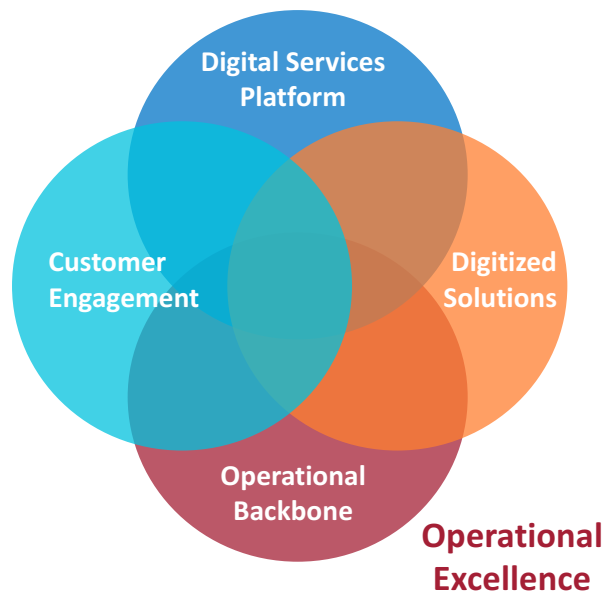 Digital Services
Platform
Customer
Engagement
Digitized
Solutions
Operational
Backbone
Operational
Excellence